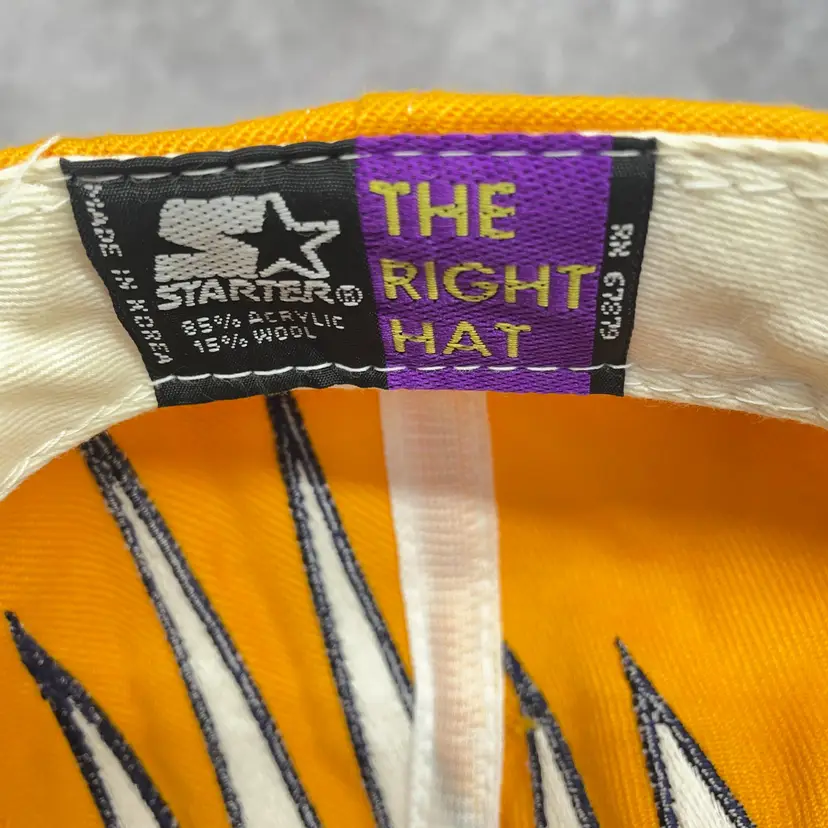 MADE IN KOREA
STARTER®
85% ACRYLIC
15% WOOL
THE
RIGHT
HAT
RN 67879